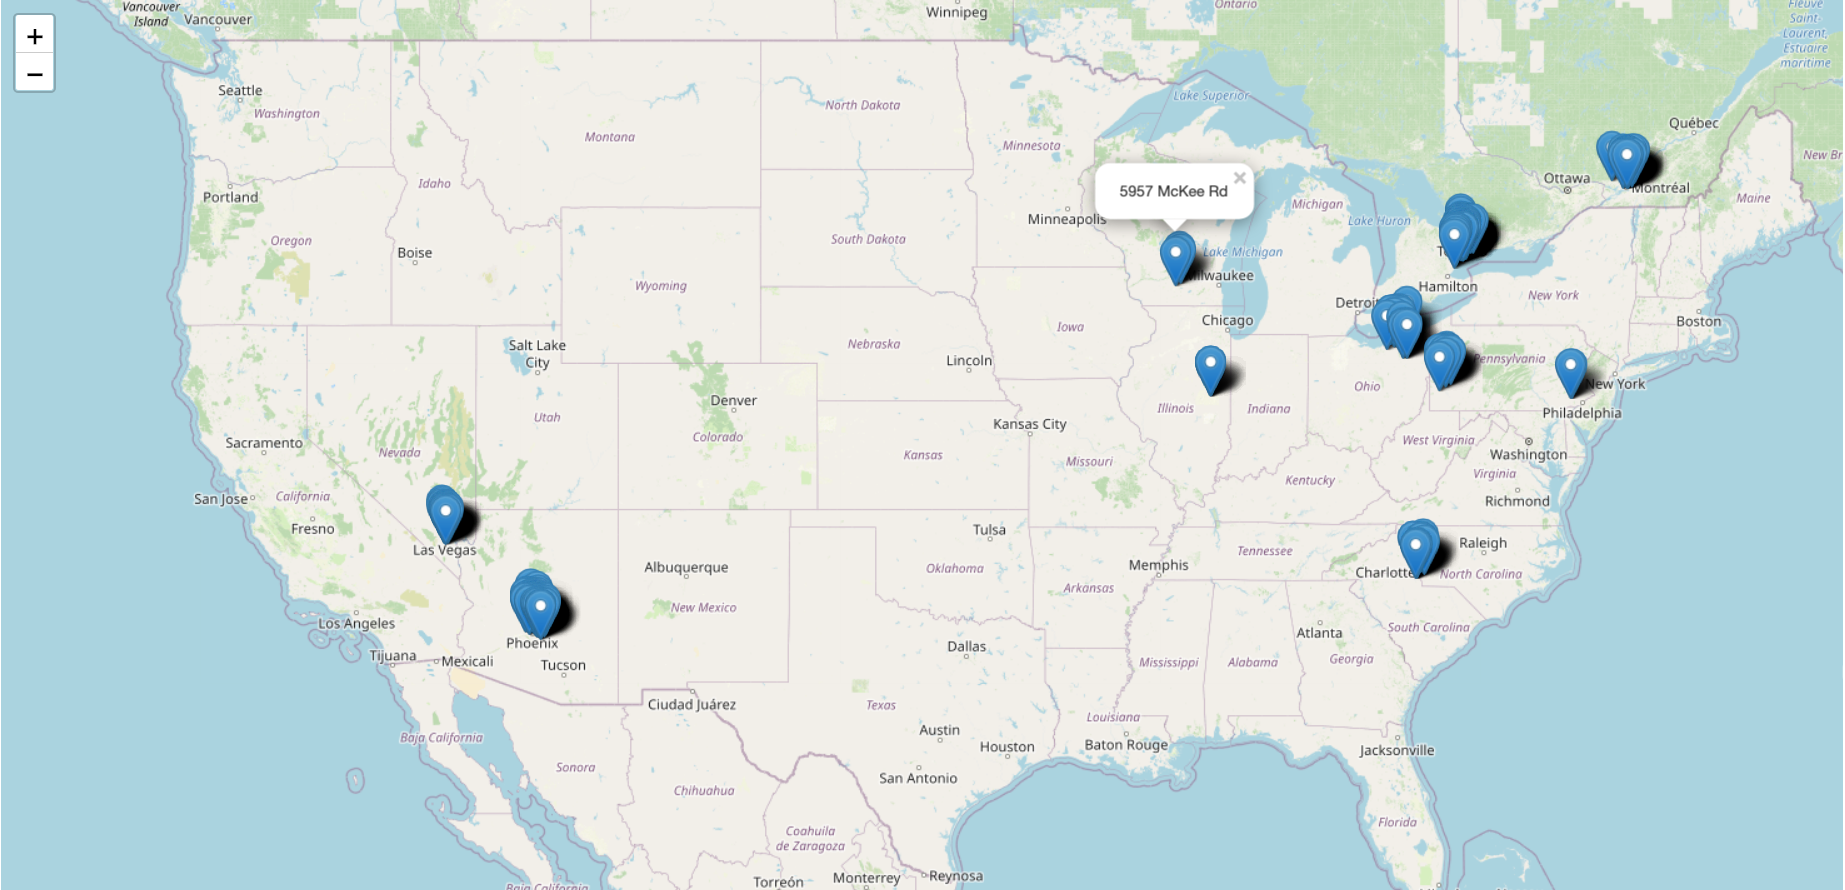 Vancouver
Island
Vancouver
Winnipeg
Ontario
Fleuve
Saint-
Laurent,
Estuaire
maritime
+
−
Seattle
Washington
Montana
North Dakota
Minnesota
Lake Superior
Québec
Maine
New Br
Portland
Idaho
Ottawa
Montréal
5957 McKee Rd
×
Minneapolis
Michigan
Lake Huron
Oregon
Boise
South Dakota
Lake Michigan
Wyoming
Milwaukee
Hamilton
Detroit
New York
Boston
Salt Lake
City
Nebraska
Iowa
Chicago
Lincoln
Pennsylvania
New York
Denver
Utah
Colorado
Illinois
Indiana
Ohio
Philadelphia
Sacramento
Nevada
Kansas City
Kansas
Missouri
West Virginia
Washington
Virginia
Kentucky
Richmond
San Jose
California
Fresno
Las Vegas
Tulsa
Albuquerque
Oklahoma
Memphis
Tennessee
Raleigh
Charlotte
North Carolina
Arkansas
New Mexico
Los Angeles
Phoenix
Atlanta
South Carolina
Tijuana
Mexicali
Tucson
Dallas
Mississippi
Alabama
Georgia
Ciudad Juárez
Texas
Louisiana
Baja California
Austin
Houston
Baton Rouge
Jacksonville
Sonora
Chihuahua
San Antonio
Florida
Coahuila
de Zaragoza
Torreón
Monterrey
Reynosa
Baja California